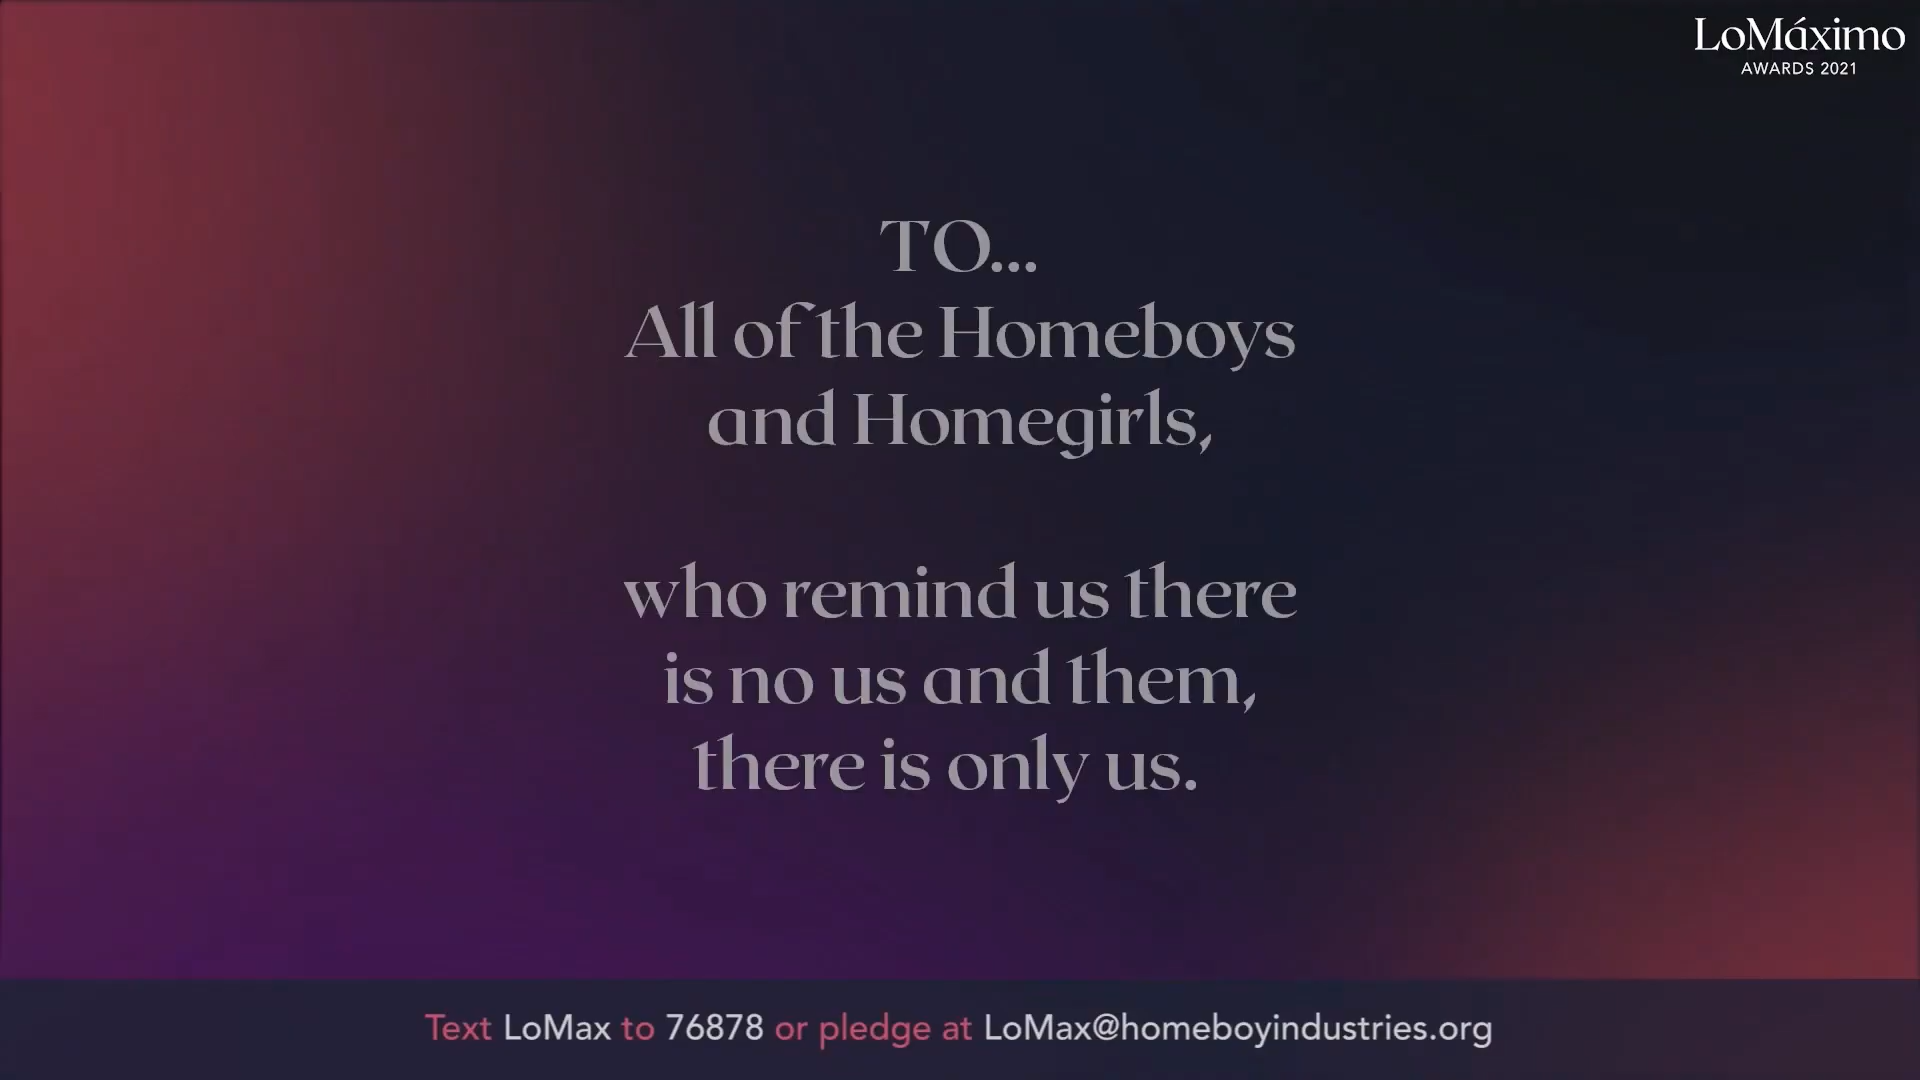 LoMáximo
AWARDS 2021
TO...
All of the Homeboys
and Homegirls,
who remind us there
is no us and them,
there is only us.
Text LoMax to 76878 or pledge at LoMax@homeboyindustries.org